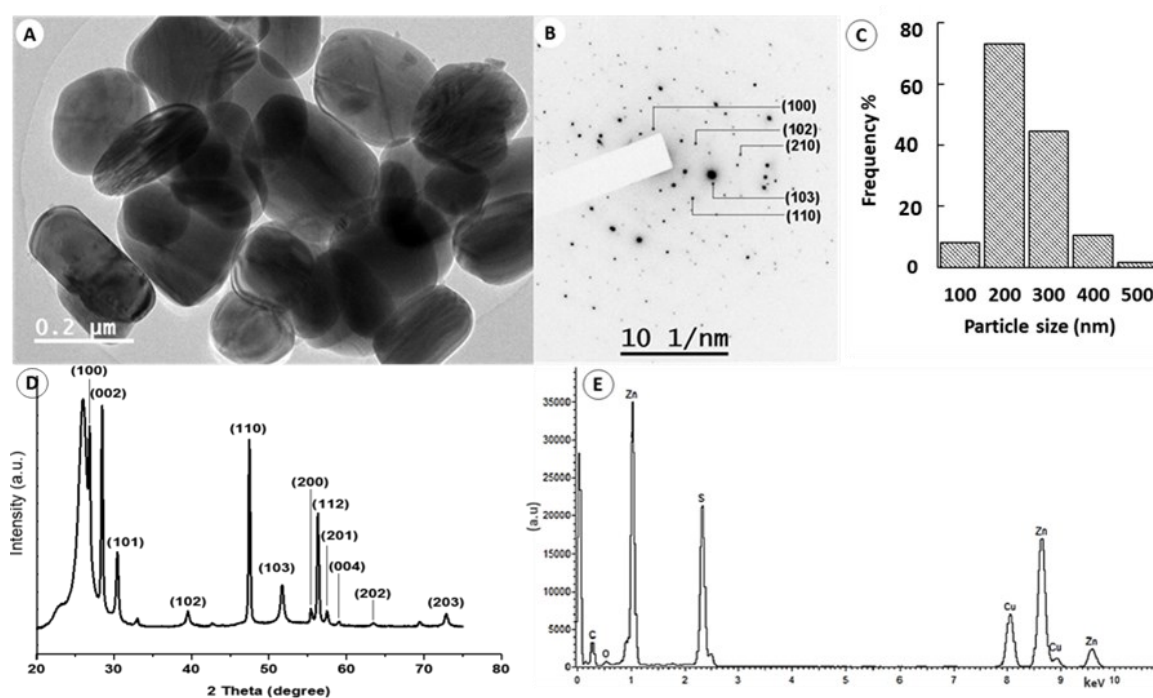 A
0.2 µm
B
(100)
(102)
(210)
(103)
(110)
10 1/nm
C
Frequency %
80
60
40
20
0
100 200 300 400 500
Particle size (nm)
D
(100)
(002)
(101)
(102)
(110)
(103)
(200)
(112)
(201)
(004)
(202)
(203)
Intensity (a.u.)
20 30 40 50 60 70 80
2 Theta (degree)
E
(a.u)
35000
30000
25000
20000
15000
10000
5000
0
C
O
Zn
S
Cu
Zn
Cu
Zn
0 1 2 3 4 5 6 7 8 9 10
keV